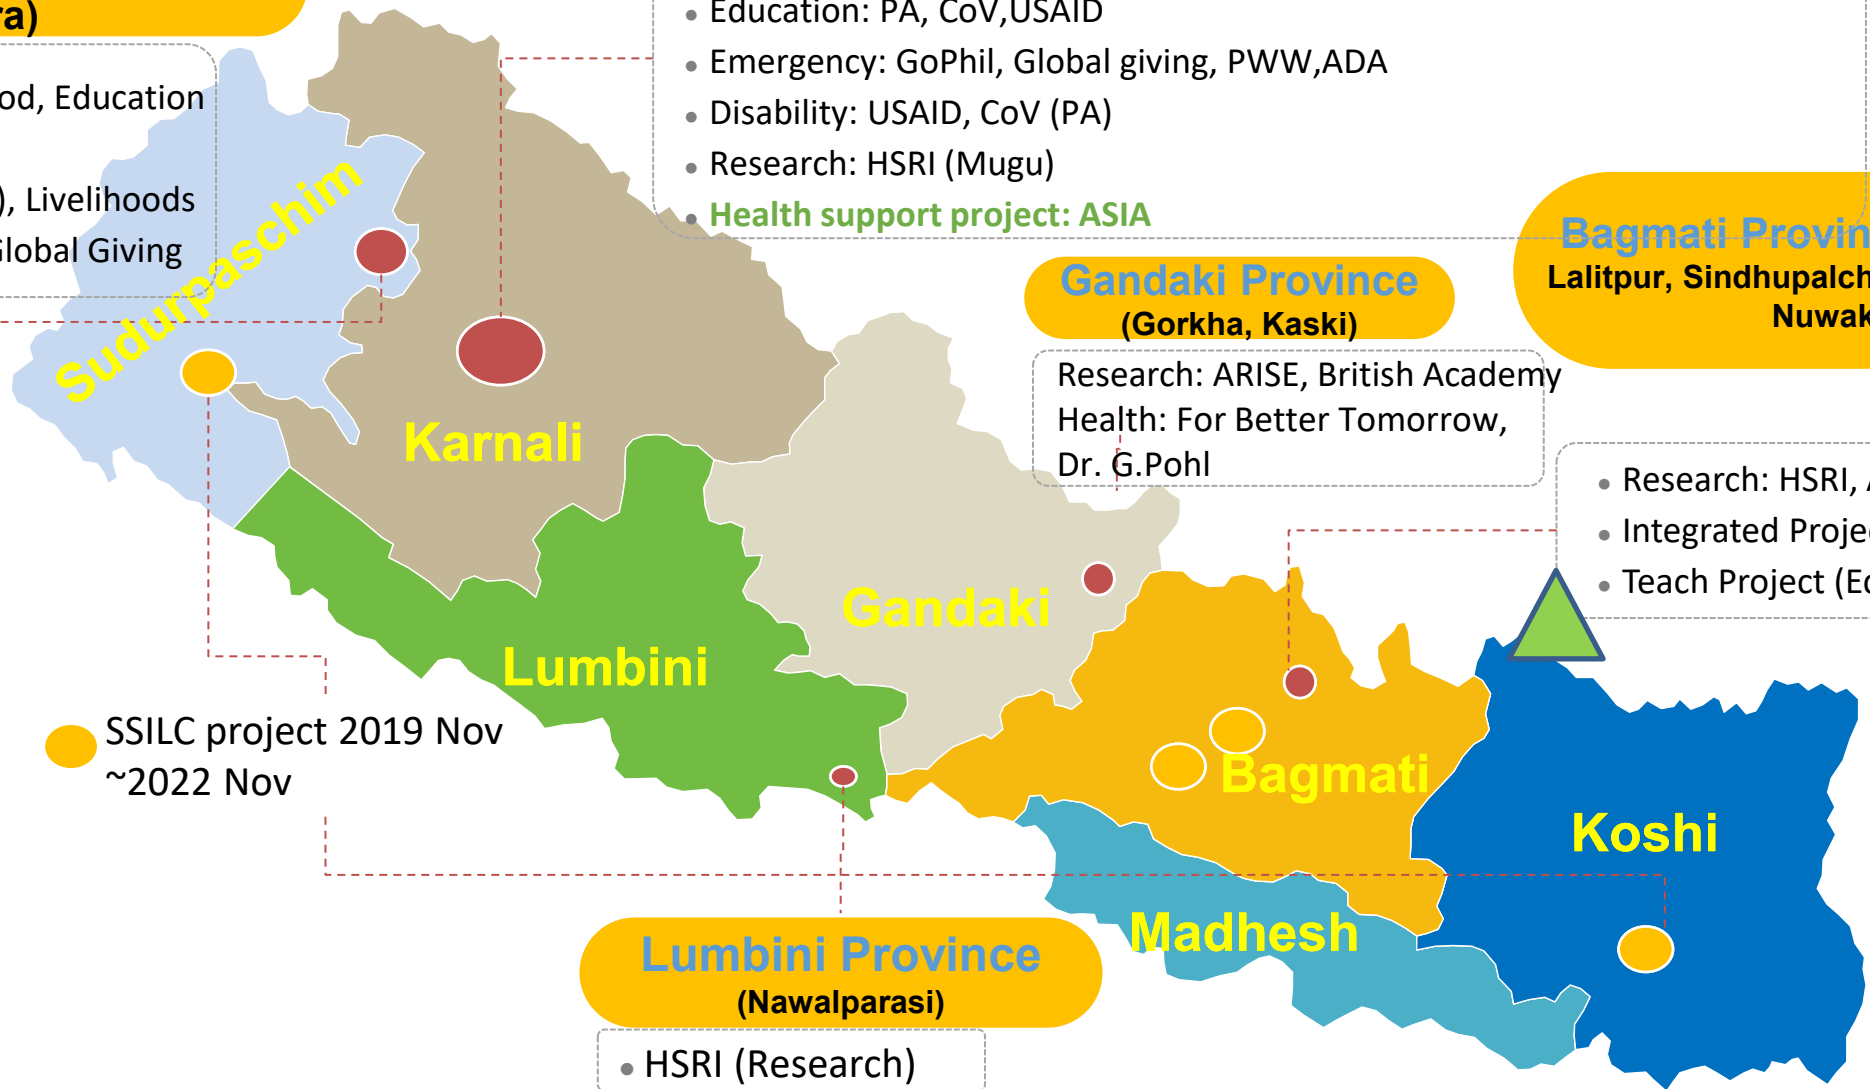 ra)
od, Education
), Livelihoods
Global Giving
• Education: PA, CoV,USAID
• Emergency: GoPhil, Global giving, PWW,ADA
• Disability: USAID, CoV (PA)
• Research: HSRI (Mugu)
• Health support project: ASIA
Gandaki Province
(Gorkha, Kaski)
Research: ARISE, British Academy
Health: For Better Tomorrow,
Dr. G.Pohl
Bagmati Provin
Lalitpur, Sindhupalch
Nuwak
• Research: HSRI, A
• Integrated Projec
• Teach Project (Ed
Sudurpaschim
Karnali
Gandaki
Lumbini
Bagmati
Koshi
Madhesh
SSILC project 2019 Nov
~2022 Nov
Lumbini Province
(Nawalparasi)
• HSRI (Research)